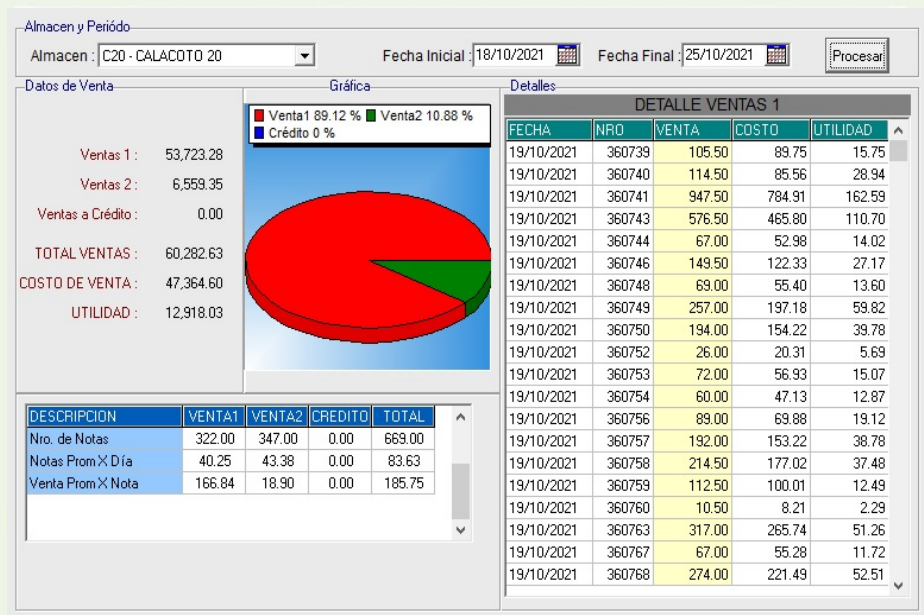 Almacen y Periódo
Almacen : C20 - CALACOTO 20 Fecha Inicial : 18/10/2021 Fecha Final : 25/10/2021 Procesar
Datos de Venta
Ventas 1 : 53,723.28
Ventas 2 : 6,559.35
Ventas a Crédito : 0.00
TOTAL VENTAS : 60,282.63
COSTO DE VENTA : 47,364.60
UTILIDAD : 12,918.03
Gráfica
Venta1 89.12 % Venta2 10.88 %
Crédito 0 %
DESCRIPCION VENTA1 VENTA2 CREDITO TOTAL
Nro. de Notas 322.00 347.00 0.00 669.00
Notas Prom X Día 40.25 43.38 0.00 83.63
Venta Prom X Nota 166.84 18.90 0.00 185.75
Detalles
DETALLE VENTAS 1
FECHA NRO VENTA COSTO UTILIDAD
19/10/2021 360739 105.50 89.75 15.75
19/10/2021 360740 114.50 85.56 28.94
19/10/2021 360741 947.50 784.91 162.59
19/10/2021 360743 576.50 465.80 110.70
19/10/2021 360744 67.00 52.98 14.02
19/10/2021 360746 149.50 122.33 27.17
19/10/2021 360748 69.00 55.40 13.60
19/10/2021 360749 257.00 197.18 59.82
19/10/2021 360750 194.00 154.22 39.78
19/10/2021 360752 26.00 20.31 5.69
19/10/2021 360753 72.00 56.93 15.07
19/10/2021 360754 60.00 47.13 12.87
19/10/2021 360756 89.00 69.88 19.12
19/10/2021 360757 192.00 153.22 38.78
19/10/2021 360758 214.50 177.02 37.48
19/10/2021 360759 112.50 100.01 12.49
19/10/2021 360760 10.50 8.21 2.29
19/10/2021 360763 317.00 265.74 51.26
19/10/2021 360767 67.00 55.28 11.72
19/10/2021 360768 274.00 221.49 52.51